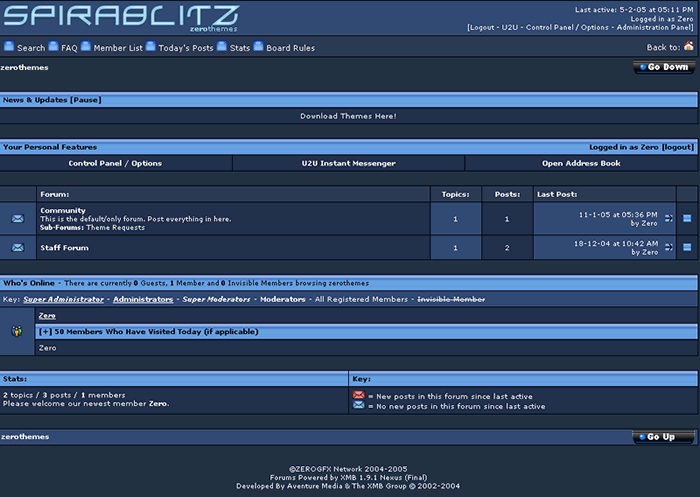 SPIRABLITZ
zerothemes
Last active: 5-2-05 at 05:11 PM
Logged in as Zero
[Logout - U2U - Control Panel / Options - Administration Panel]
Search FAQ Member List Today's Posts Stats Board Rules Back to:
zerothemes Go Down
News & Updates [Pause]
Download Themes Here!
Your Personal Features Logged in as Zero [logout]
Control Panel / Options U2U Instant Messenger Open Address Book
Forum: Topics: Posts: Last Post:
Community
This is the default/only forum. Post everything in here.
Sub-Forums: Theme Requests
1 1 11-1-05 at 05:36 PM
by Zero
Staff Forum 1 2 18-12-04 at 10:42 AM
by Zero
Who's Online - There are currently 0 Guests, 1 Member and 0 Invisible Members browsing zerothemes
Key: Super Administrator - Administrators - Super Moderators - Moderators - All Registered Members - Invisible Member
Zero
[+] 50 Members Who Have Visited Today (if applicable)
Zero
Stats: Key:
2 topics / 3 posts / 1 members
Please welcome our newest member Zero.
= New posts in this forum since last active
= No new posts in this forum since last active
zerothemes Go Up
©ZEROGFX Network 2004-2005
Forums Powered by XMB 1.9.1 Nexus (Final)
Developed By Aventure Media & The XMB Group © 2002-2004